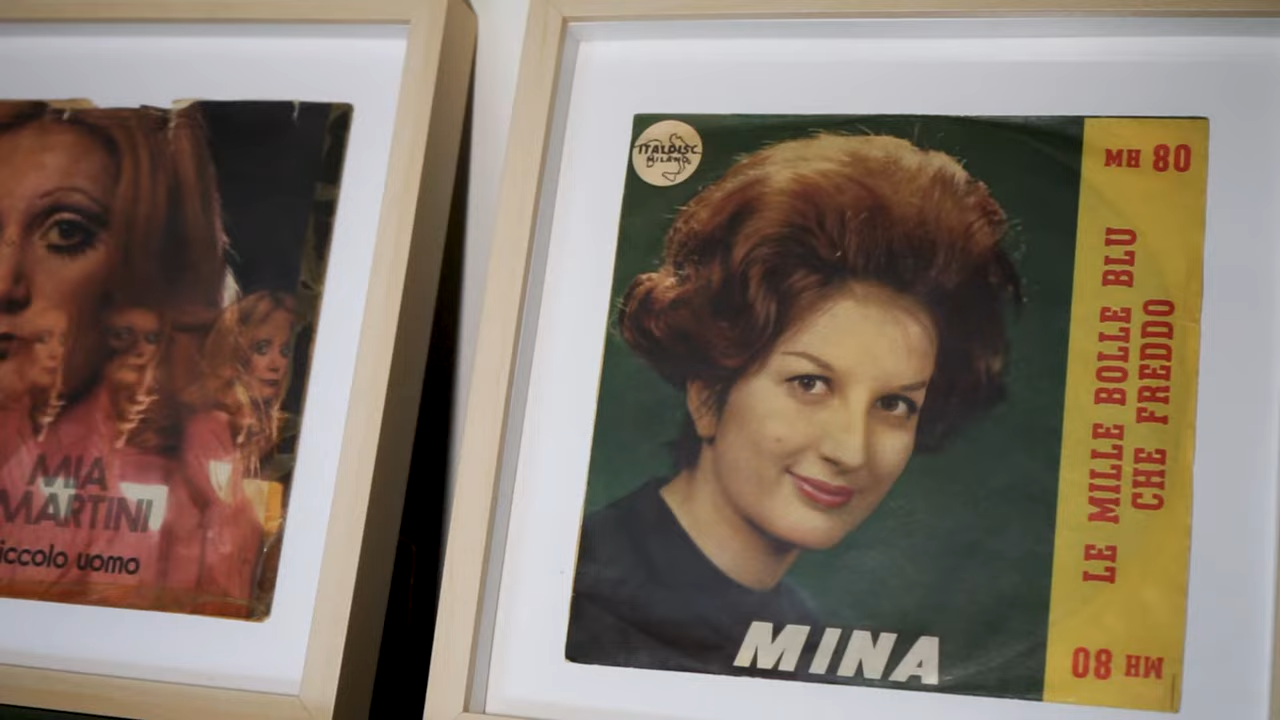 MIA
MARTINI
iccolo uomo
ITALDISC
MILANO
MH 80
LE MILLE BOLLE BLU
CHE FREDDO
MINA
MH 80